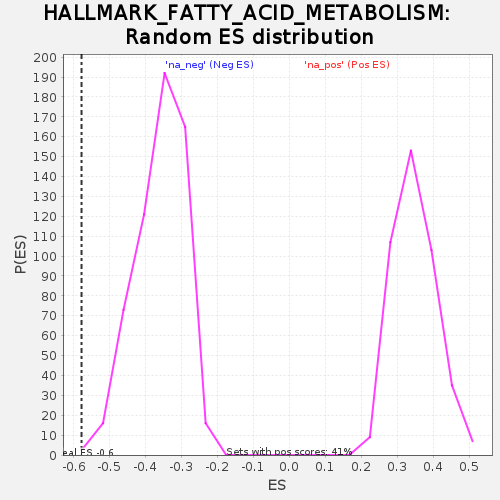 HALLMARK_FATTY_ACID_METABOLISM:
Random ES distribution
'na_neg' (Neg ES) 'na_pos' (Pos ES)
200
190
180
170
160
150
140
130
120
110
100
90
80
70
60
50
40
30
20
10
0
P(ES)
ES -0.6
Sets with pos scores: 41%
-0.6 -0.5 -0.4 -0.3 -0.2 -0.1 0.0 0.1 0.2 0.3 0.4 0.5
ES